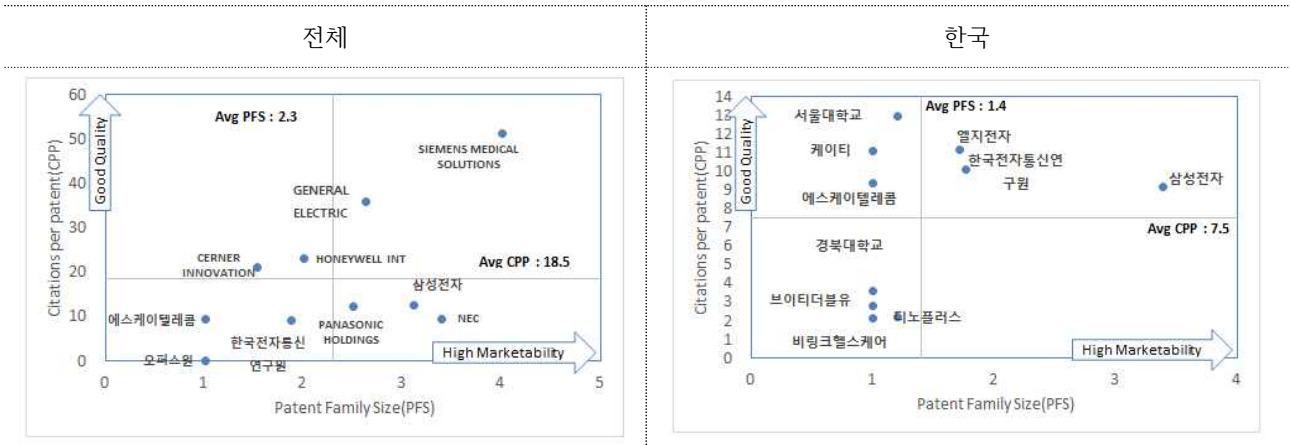 전체
한국
60
50
40
30
20
10
0
Citations per patent(CPP)
Good Quality
Avg PFS : 2.3
SIEMENS MEDICAL
SOLUTIONS
GENERAL
ELECTRIC
CERNER
INNOVATION
HONEYWELL INT
Avg CPP : 18.5
삼성전자
에스케이텔레콤
한국전자통신
연구원
PANASONIC
HOLDINGS
NEC
오퍼스원
High Marketability
0 1 2 3 4 5
Patent Family Size(PFS)
14
13
12
11
10
9
8
7
6
5
4
3
2
1
0
Citations per patent(CPP)
Good Quality
서울대학교
Avg PFS : 1.4
케이티
엘지전자
한국전자통신연
구원
에스케이텔레콤
삼성전자
Avg CPP : 7.5
경북대학교
브이티더블유
비링크헬스케어
High Marketability
0 1 2 3 4
Patent Family Size(PFS)